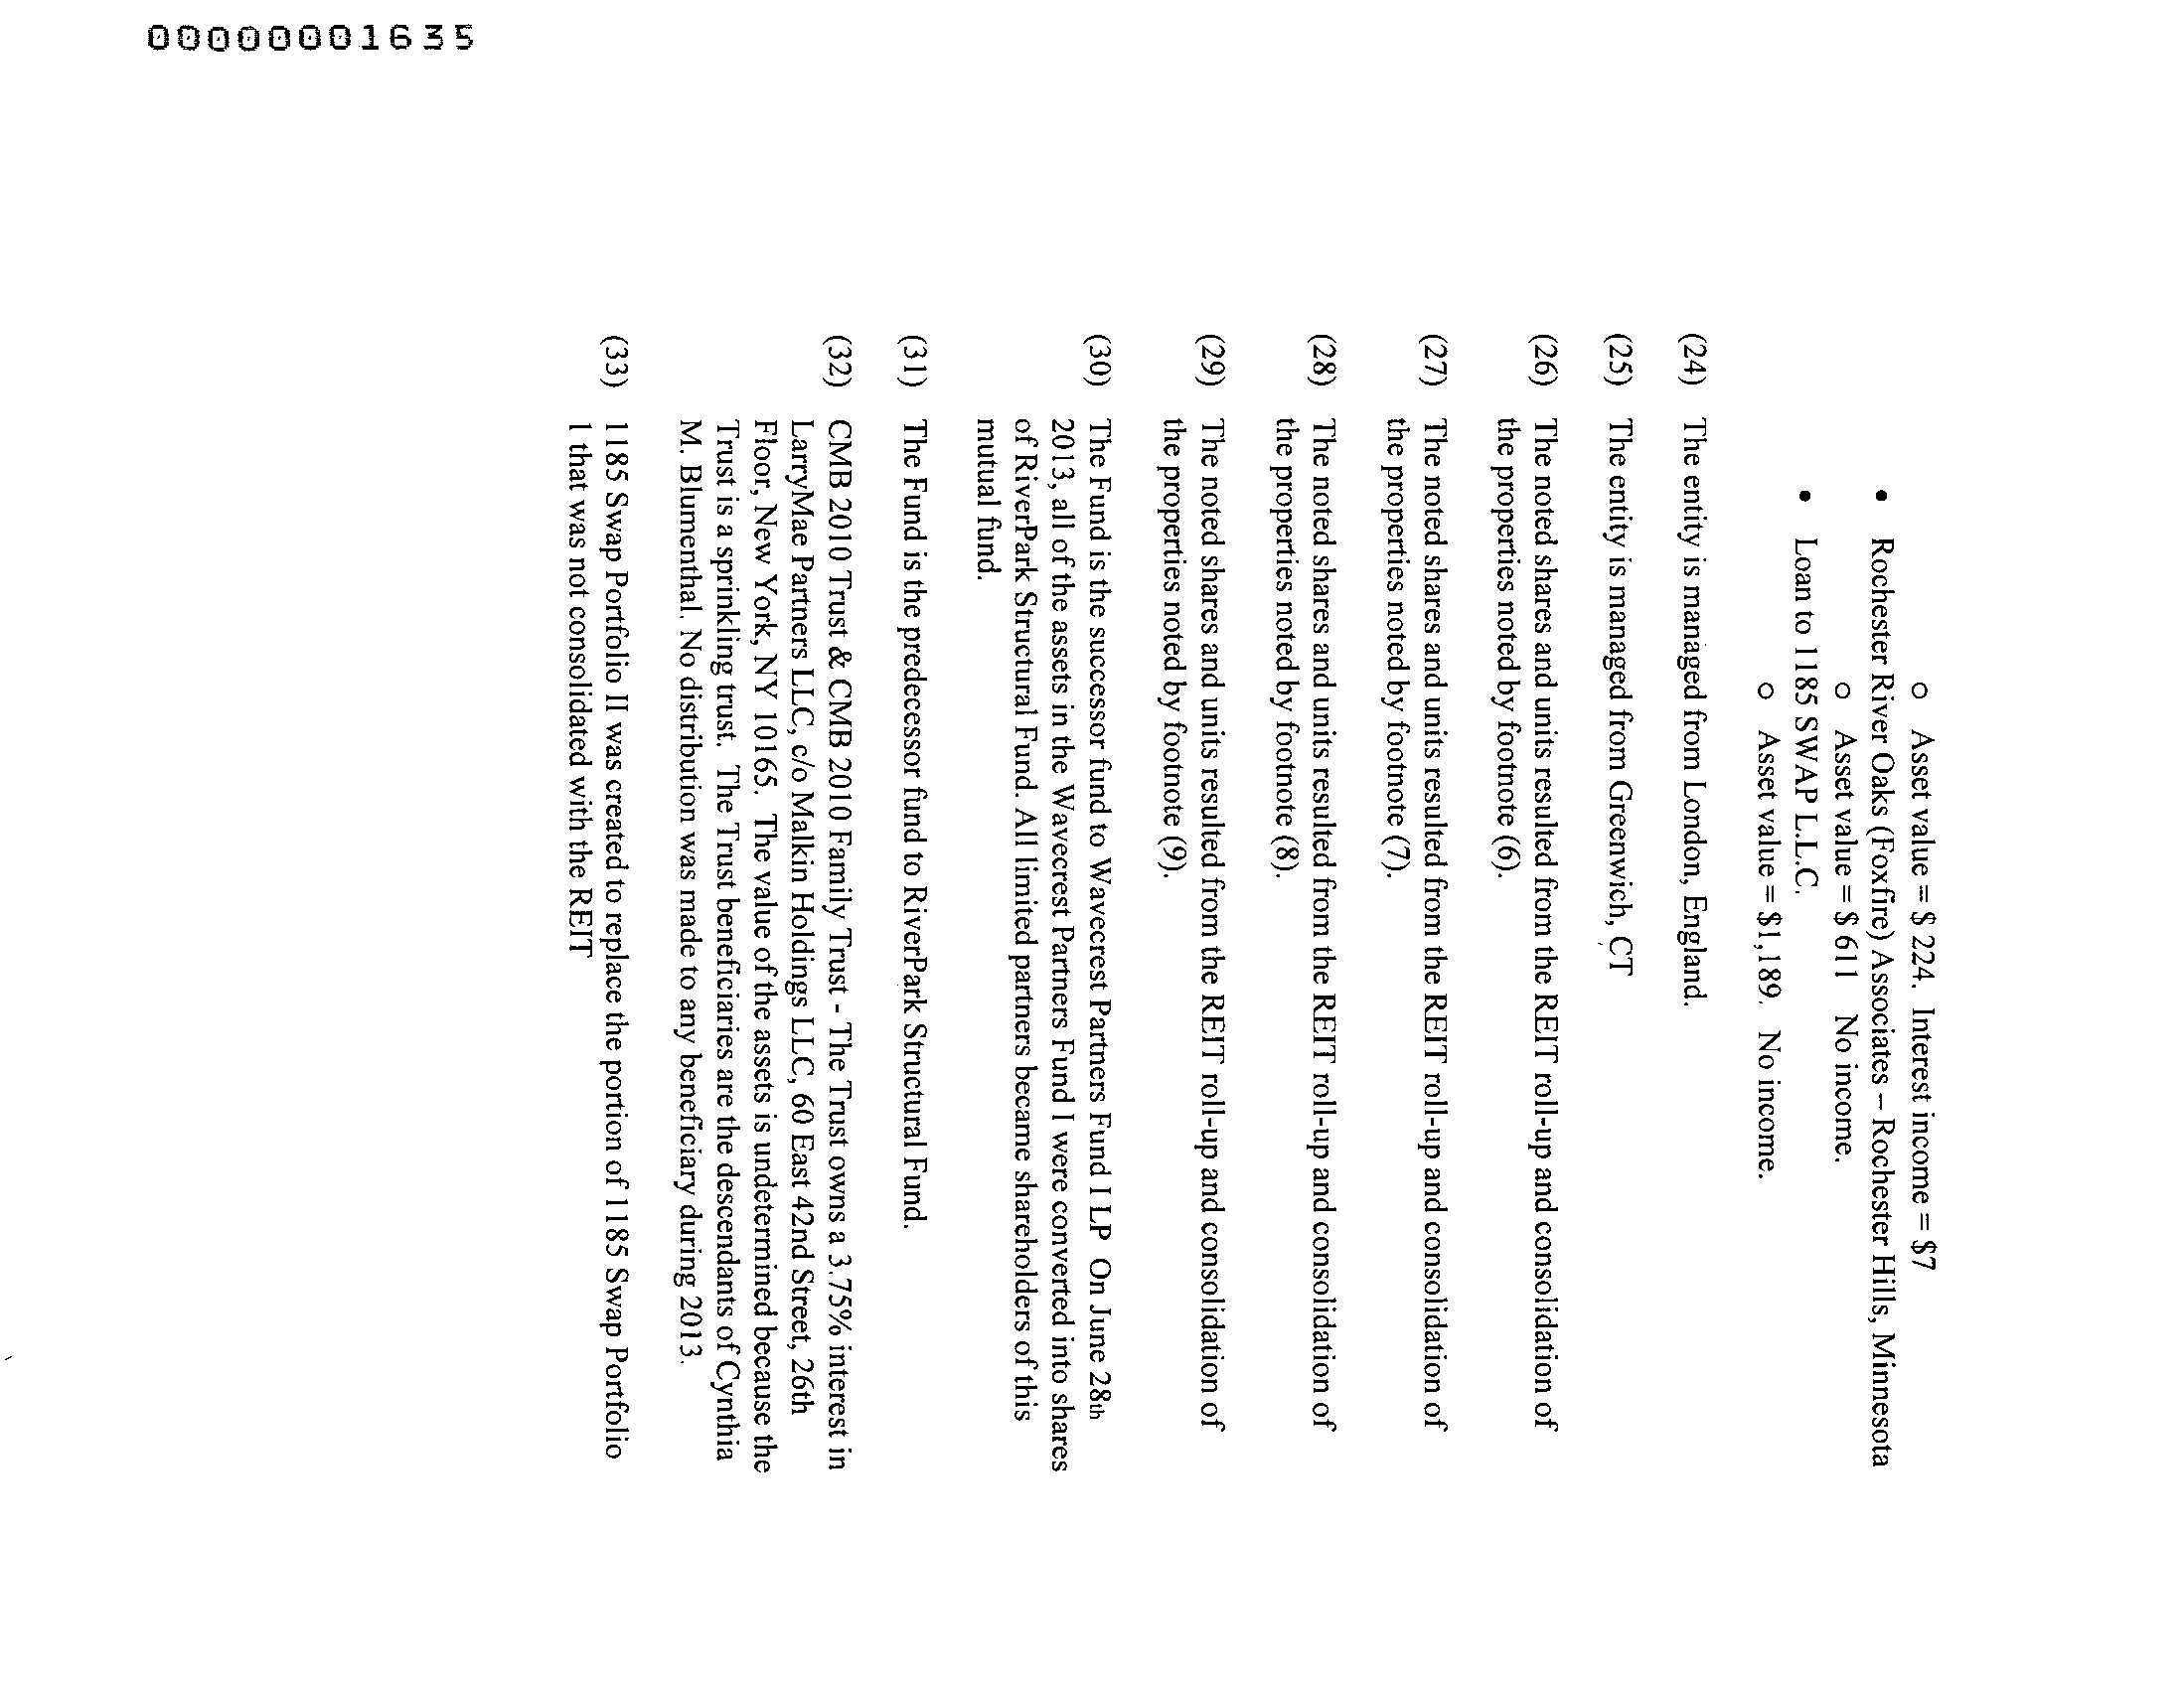 00000001635
o Asset value = $ 224. Interest income = $7
• Rochester River Oaks (Foxfire) Associates – Rochester Hills, Minnesota
o Asset value = $ 611 No income.
• Loan to 1185 SWAP L.L.C.
o Asset value = $1,189. No income.
(24) The entity is managed from London, England.
(25) The entity is managed from Greenwich, CT
(26) The noted shares and units resulted from the REIT roll-up and consolidation of
the properties noted by footnote (6).
(27) The noted shares and units resulted from the REIT roll-up and consolidation of
the properties noted by footnote (7).
(28) The noted shares and units resulted from the REIT roll-up and consolidation of
the properties noted by footnote (8).
(29) The noted shares and units resulted from the REIT roll-up and consolidation of
the properties noted by footnote (9).
(30) The Fund is the successor fund to Wavecrest Partners Fund I LP On June 28th
2013, all of the assets in the Wavecrest Partners Fund I were converted into shares
of RiverPark Structural Fund. All limited partners became shareholders of this
mutual fund.
(31) The Fund is the predecessor fund to RiverPark Structural Fund.
(32) CMB 2010 Trust & CMB 2010 Family Trust - The Trust owns a 3.75% interest in
LarryMae Partners LLC, c/o Malkin Holdings LLC, 60 East 42nd Street, 26th
Floor, New York, NY 10165. The value of the assets is undetermined because the
Trust is a sprinkling trust. The Trust beneficiaries are the descendants of Cynthia
M. Blumenthal. No distribution was made to any beneficiary during 2013.
(33) 1185 Swap Portfolio II was created to replace the portion of 1185 Swap Portfolio
I that was not consolidated with the REIT